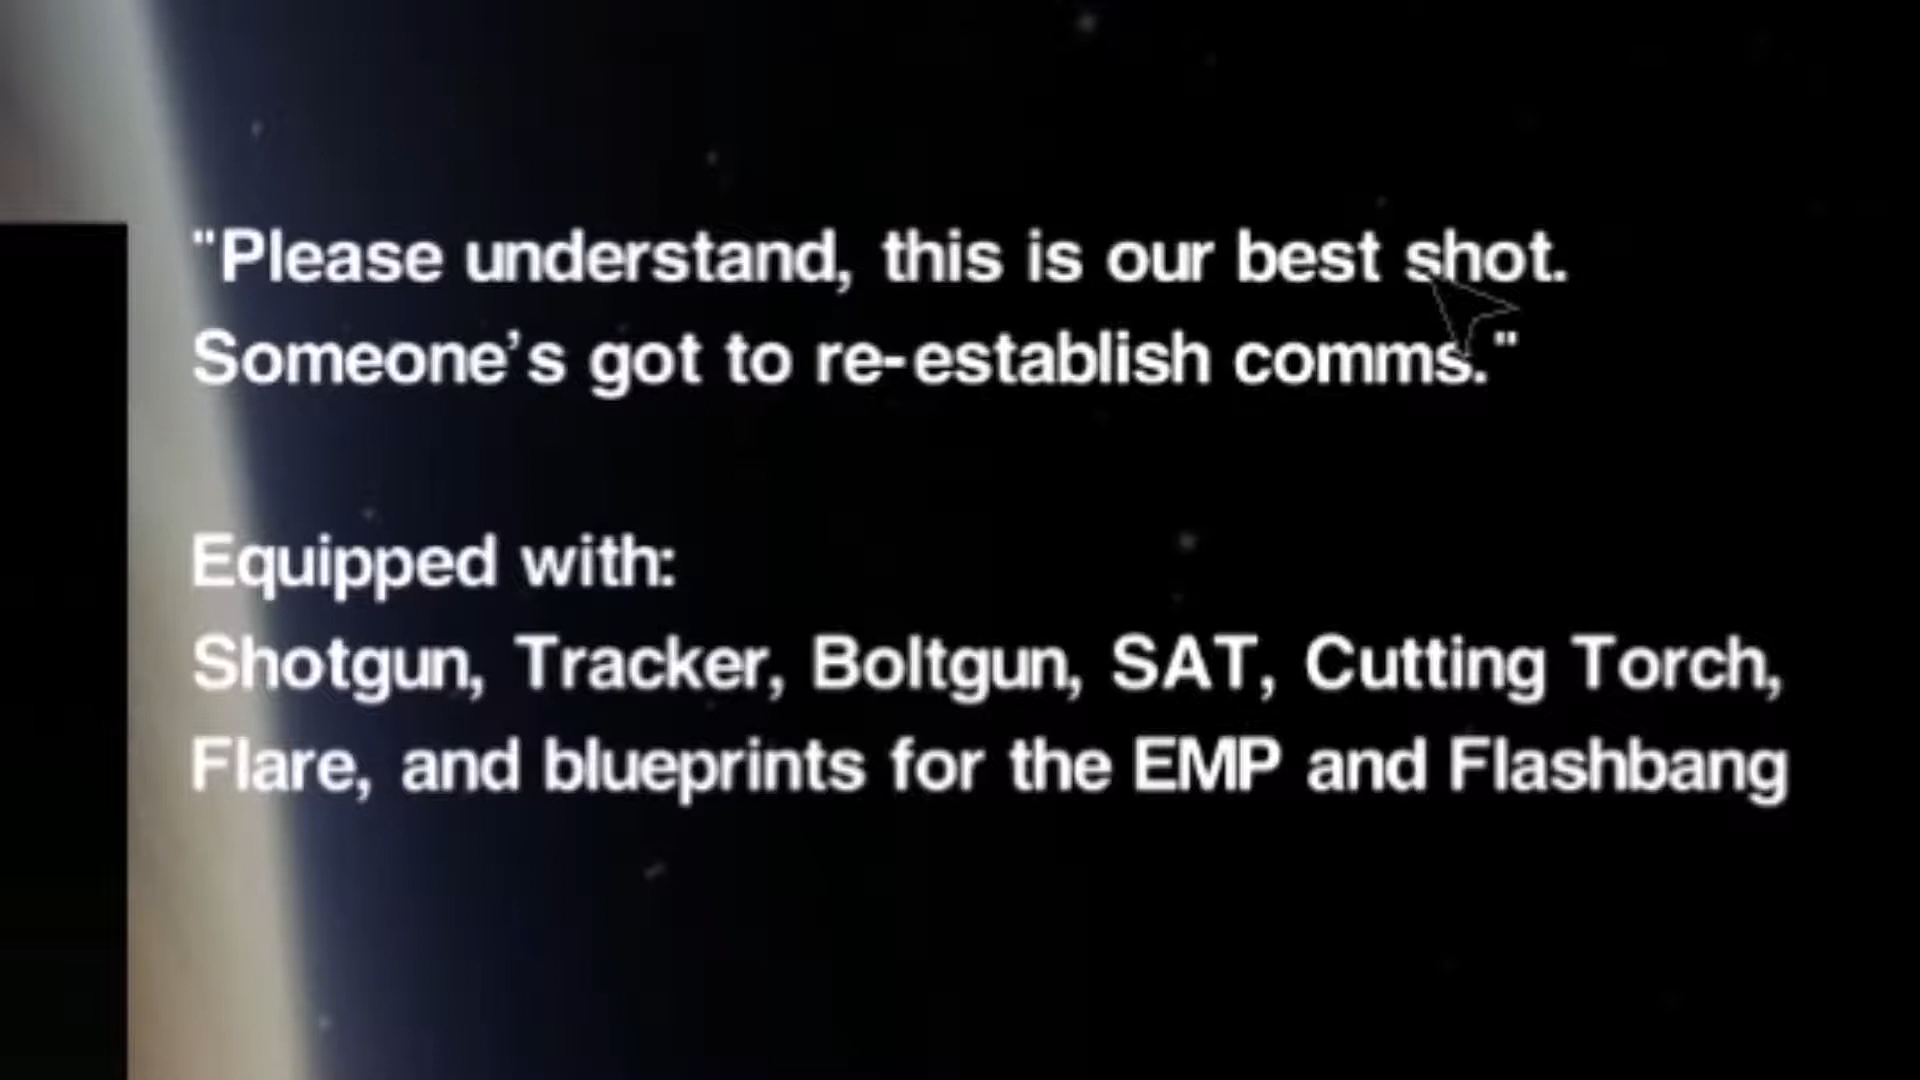 "Please understand, this is our best shot.
Someone's got to re-establish comms."
Equipped with:
Shotgun, Tracker, Boltgun, SAT, Cutting Torch,
Flare, and blueprints for the EMP and Flashbang